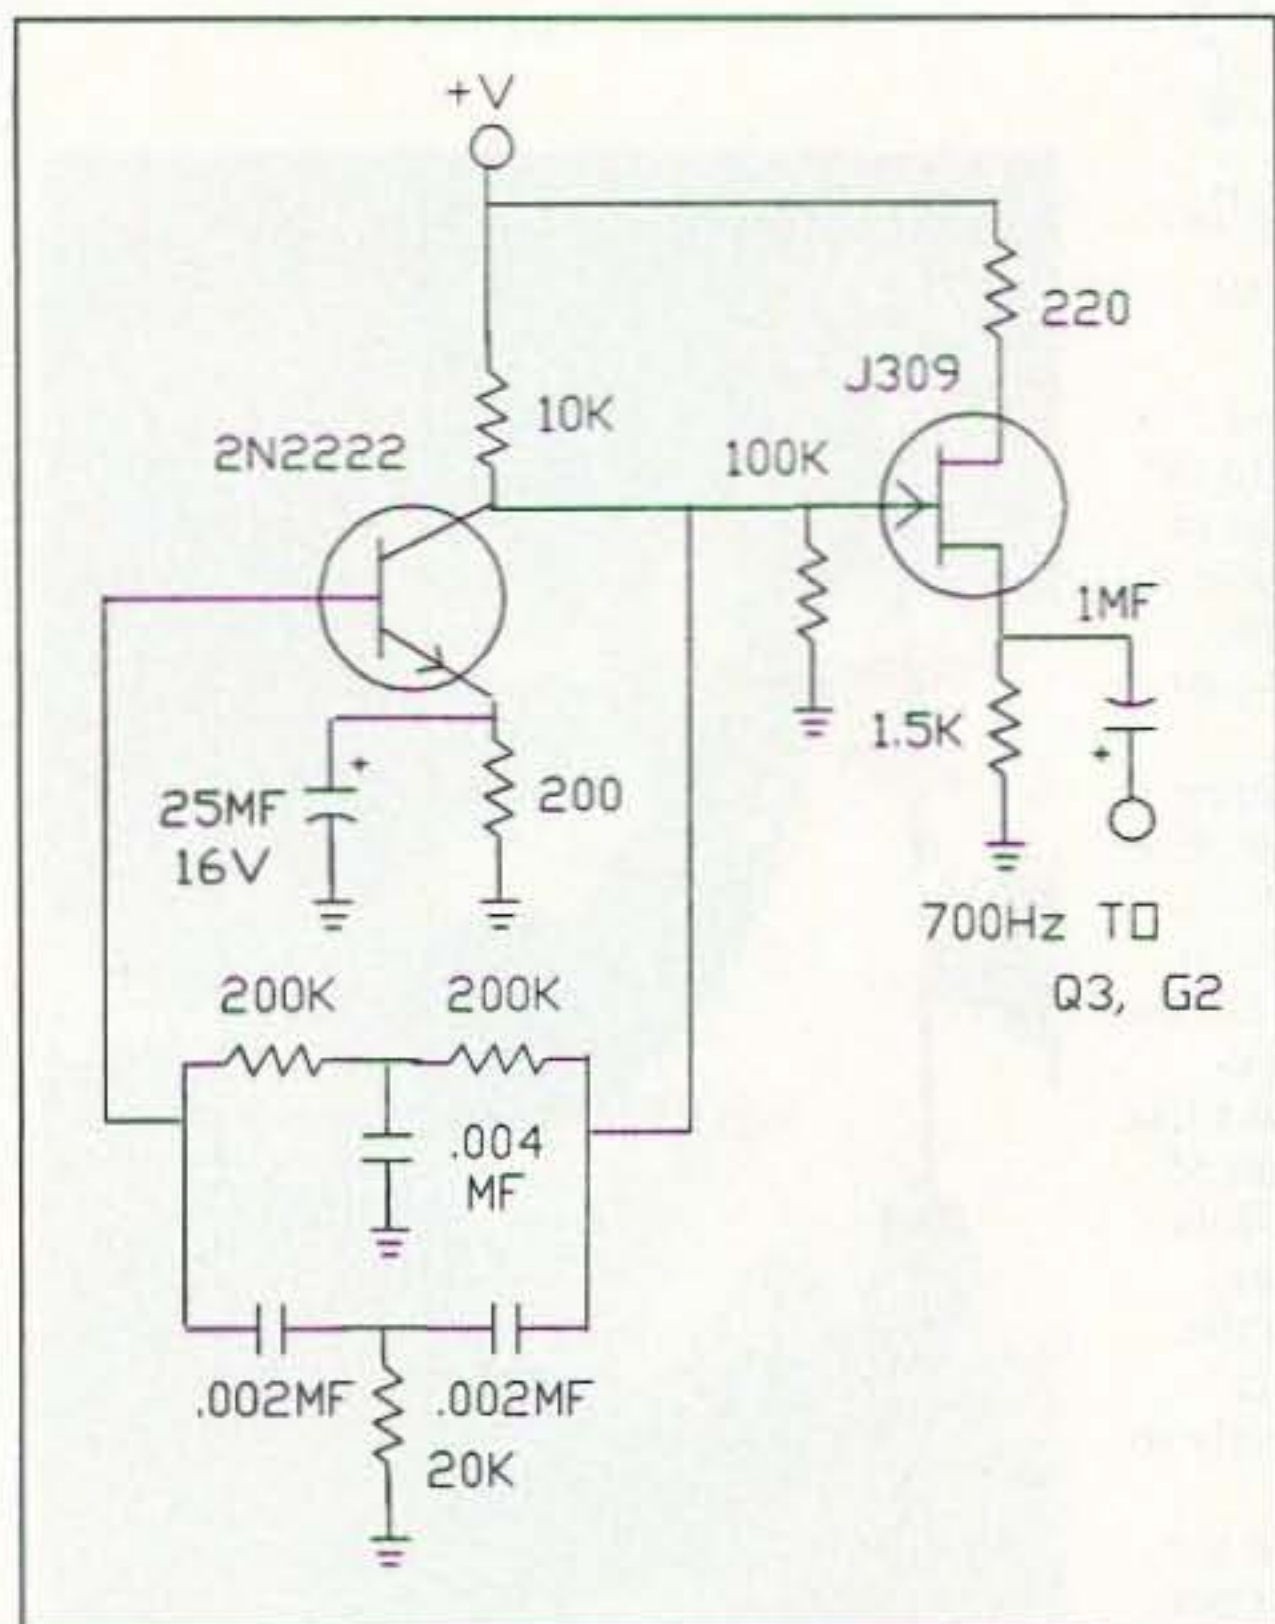 +V
220
J309
10K
2N2222
100K
1MF
1.5K
+
25MF
16V
200
+
700Hz TO
Q3, G2
200K
200K
.004
MF
.002MF
.002MF
20K